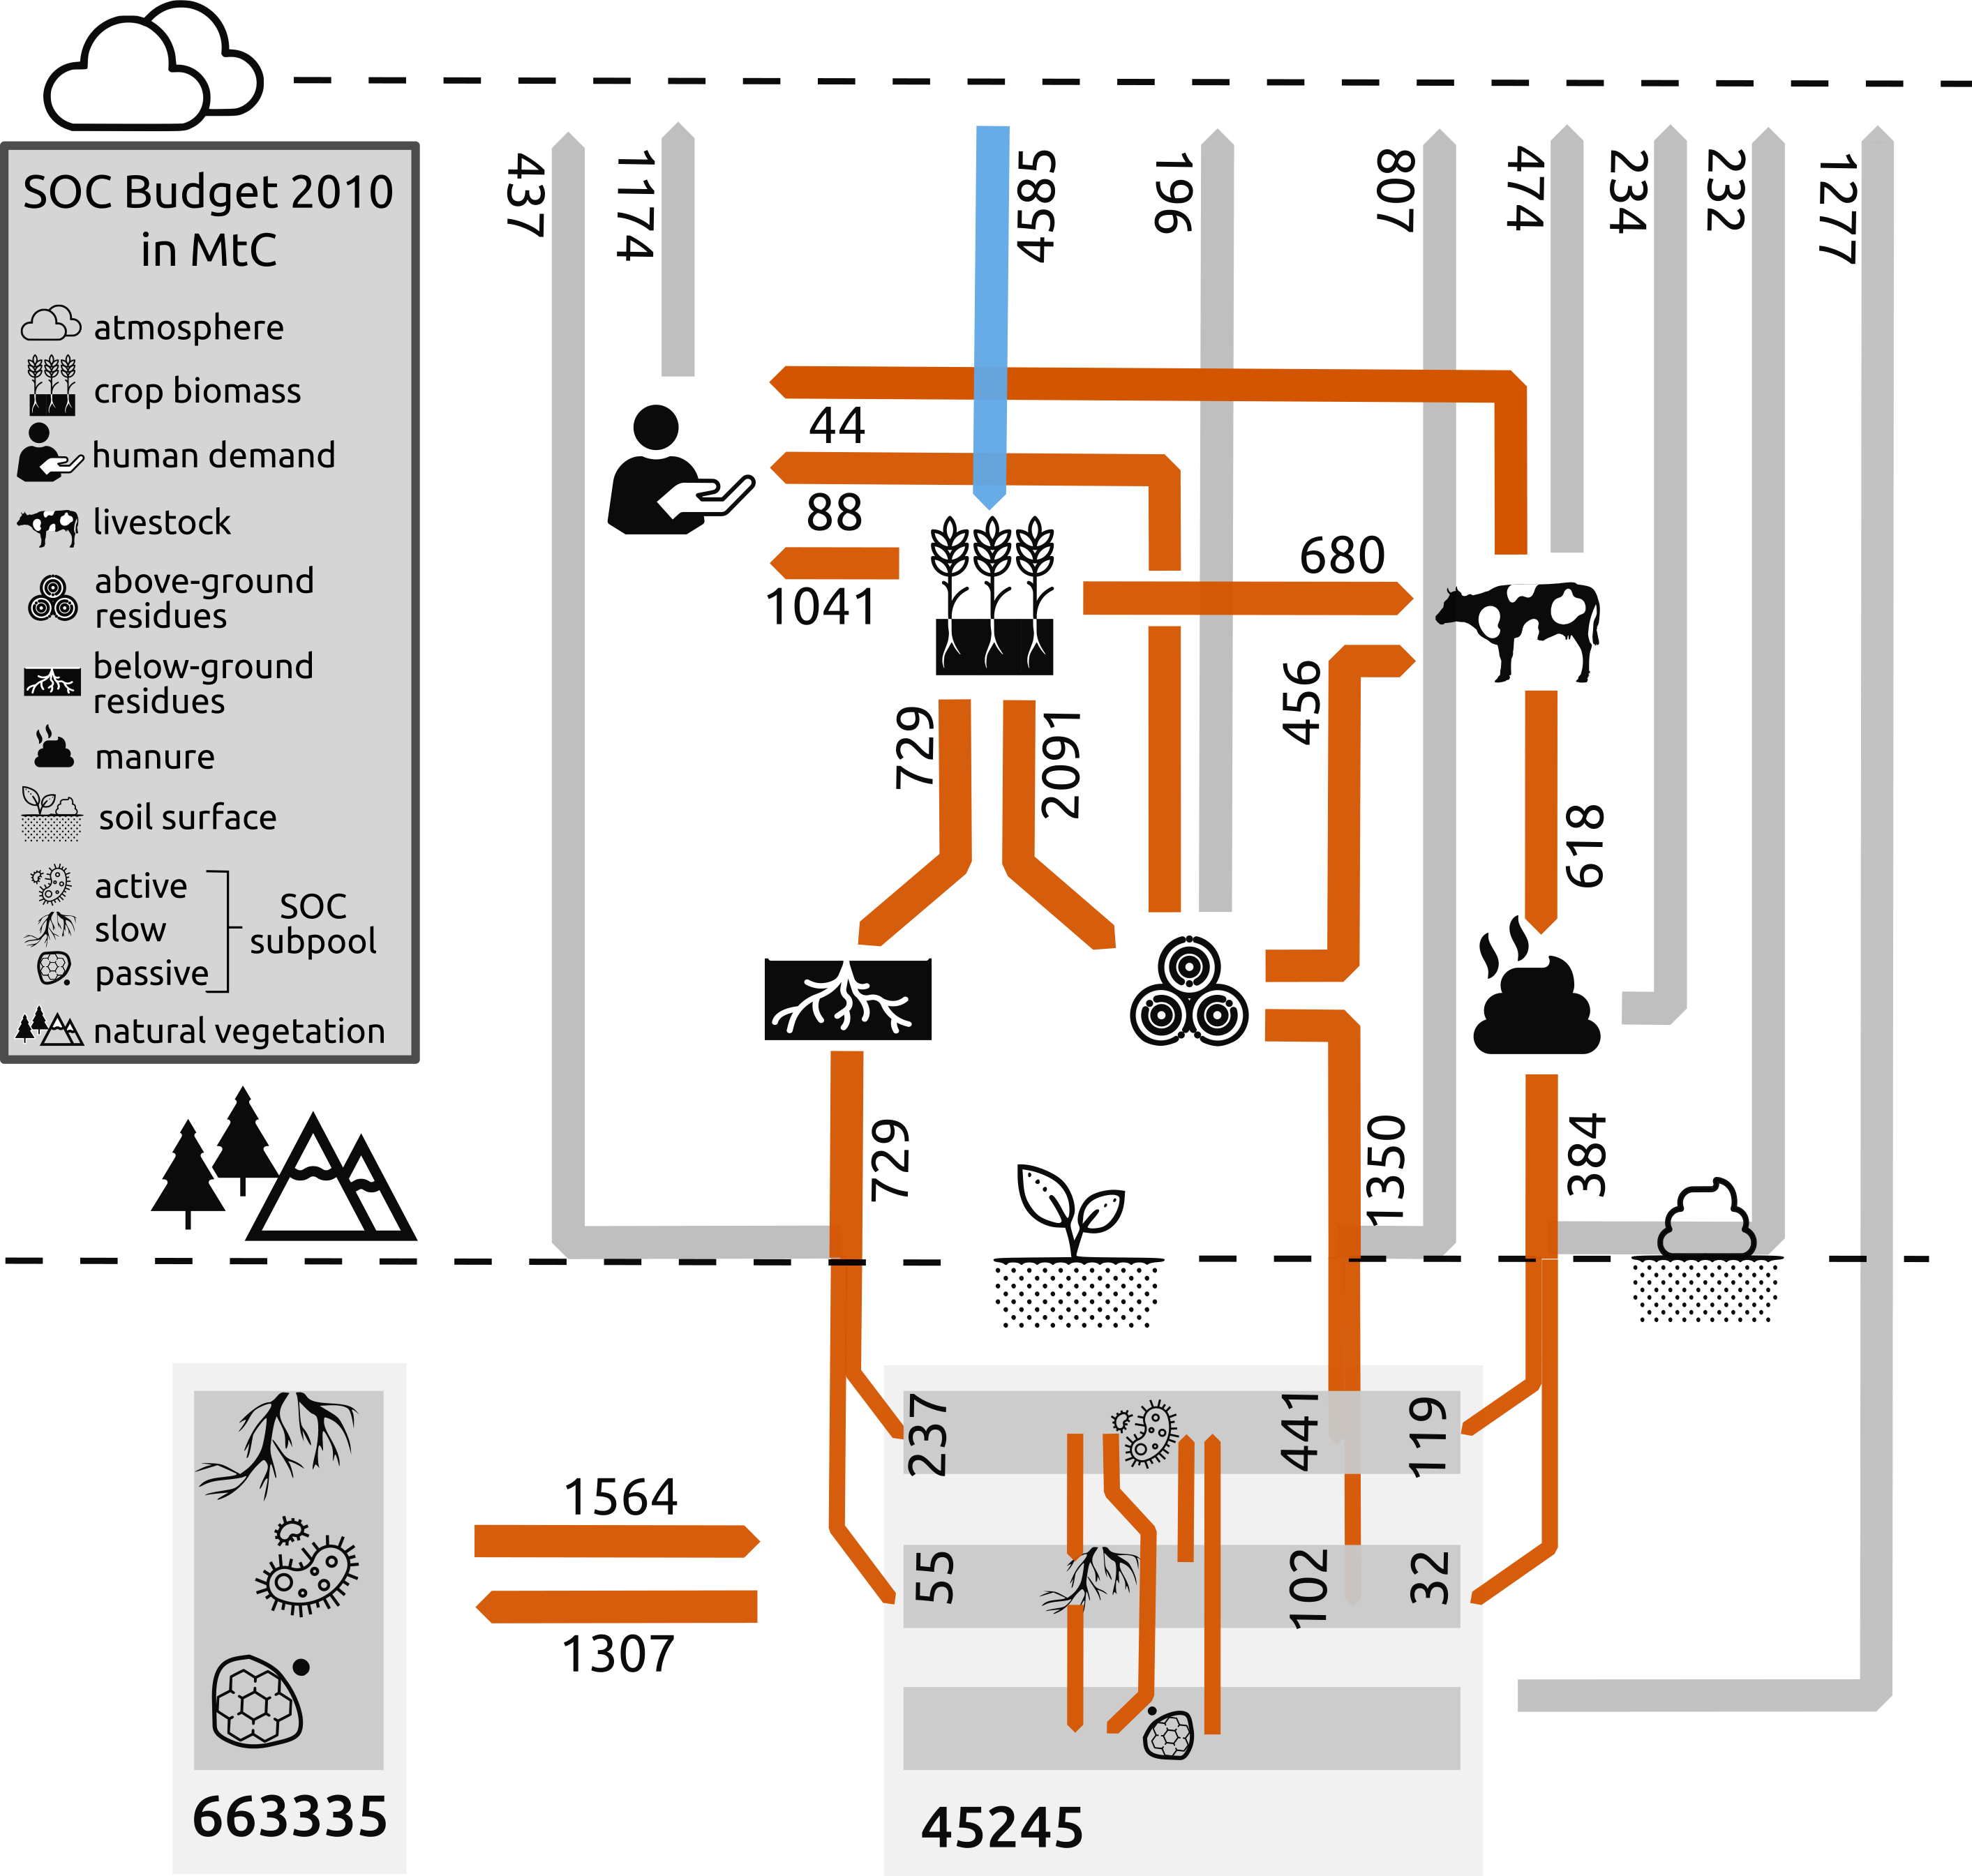 SOC Budget 2010
in MtC
atmosphere
crop biomass
human demand
livestock
above-ground
residues
below-ground
residues
manure
soil surface
active
slow
passive
SOC
subpool
natural vegetation
437
1174
4585
196
807
474
234
232
1277
44
88
1041
680
456
729
2091
618
729
1350
384
237
441
119
55
102
32
1564
1307
663335
45245